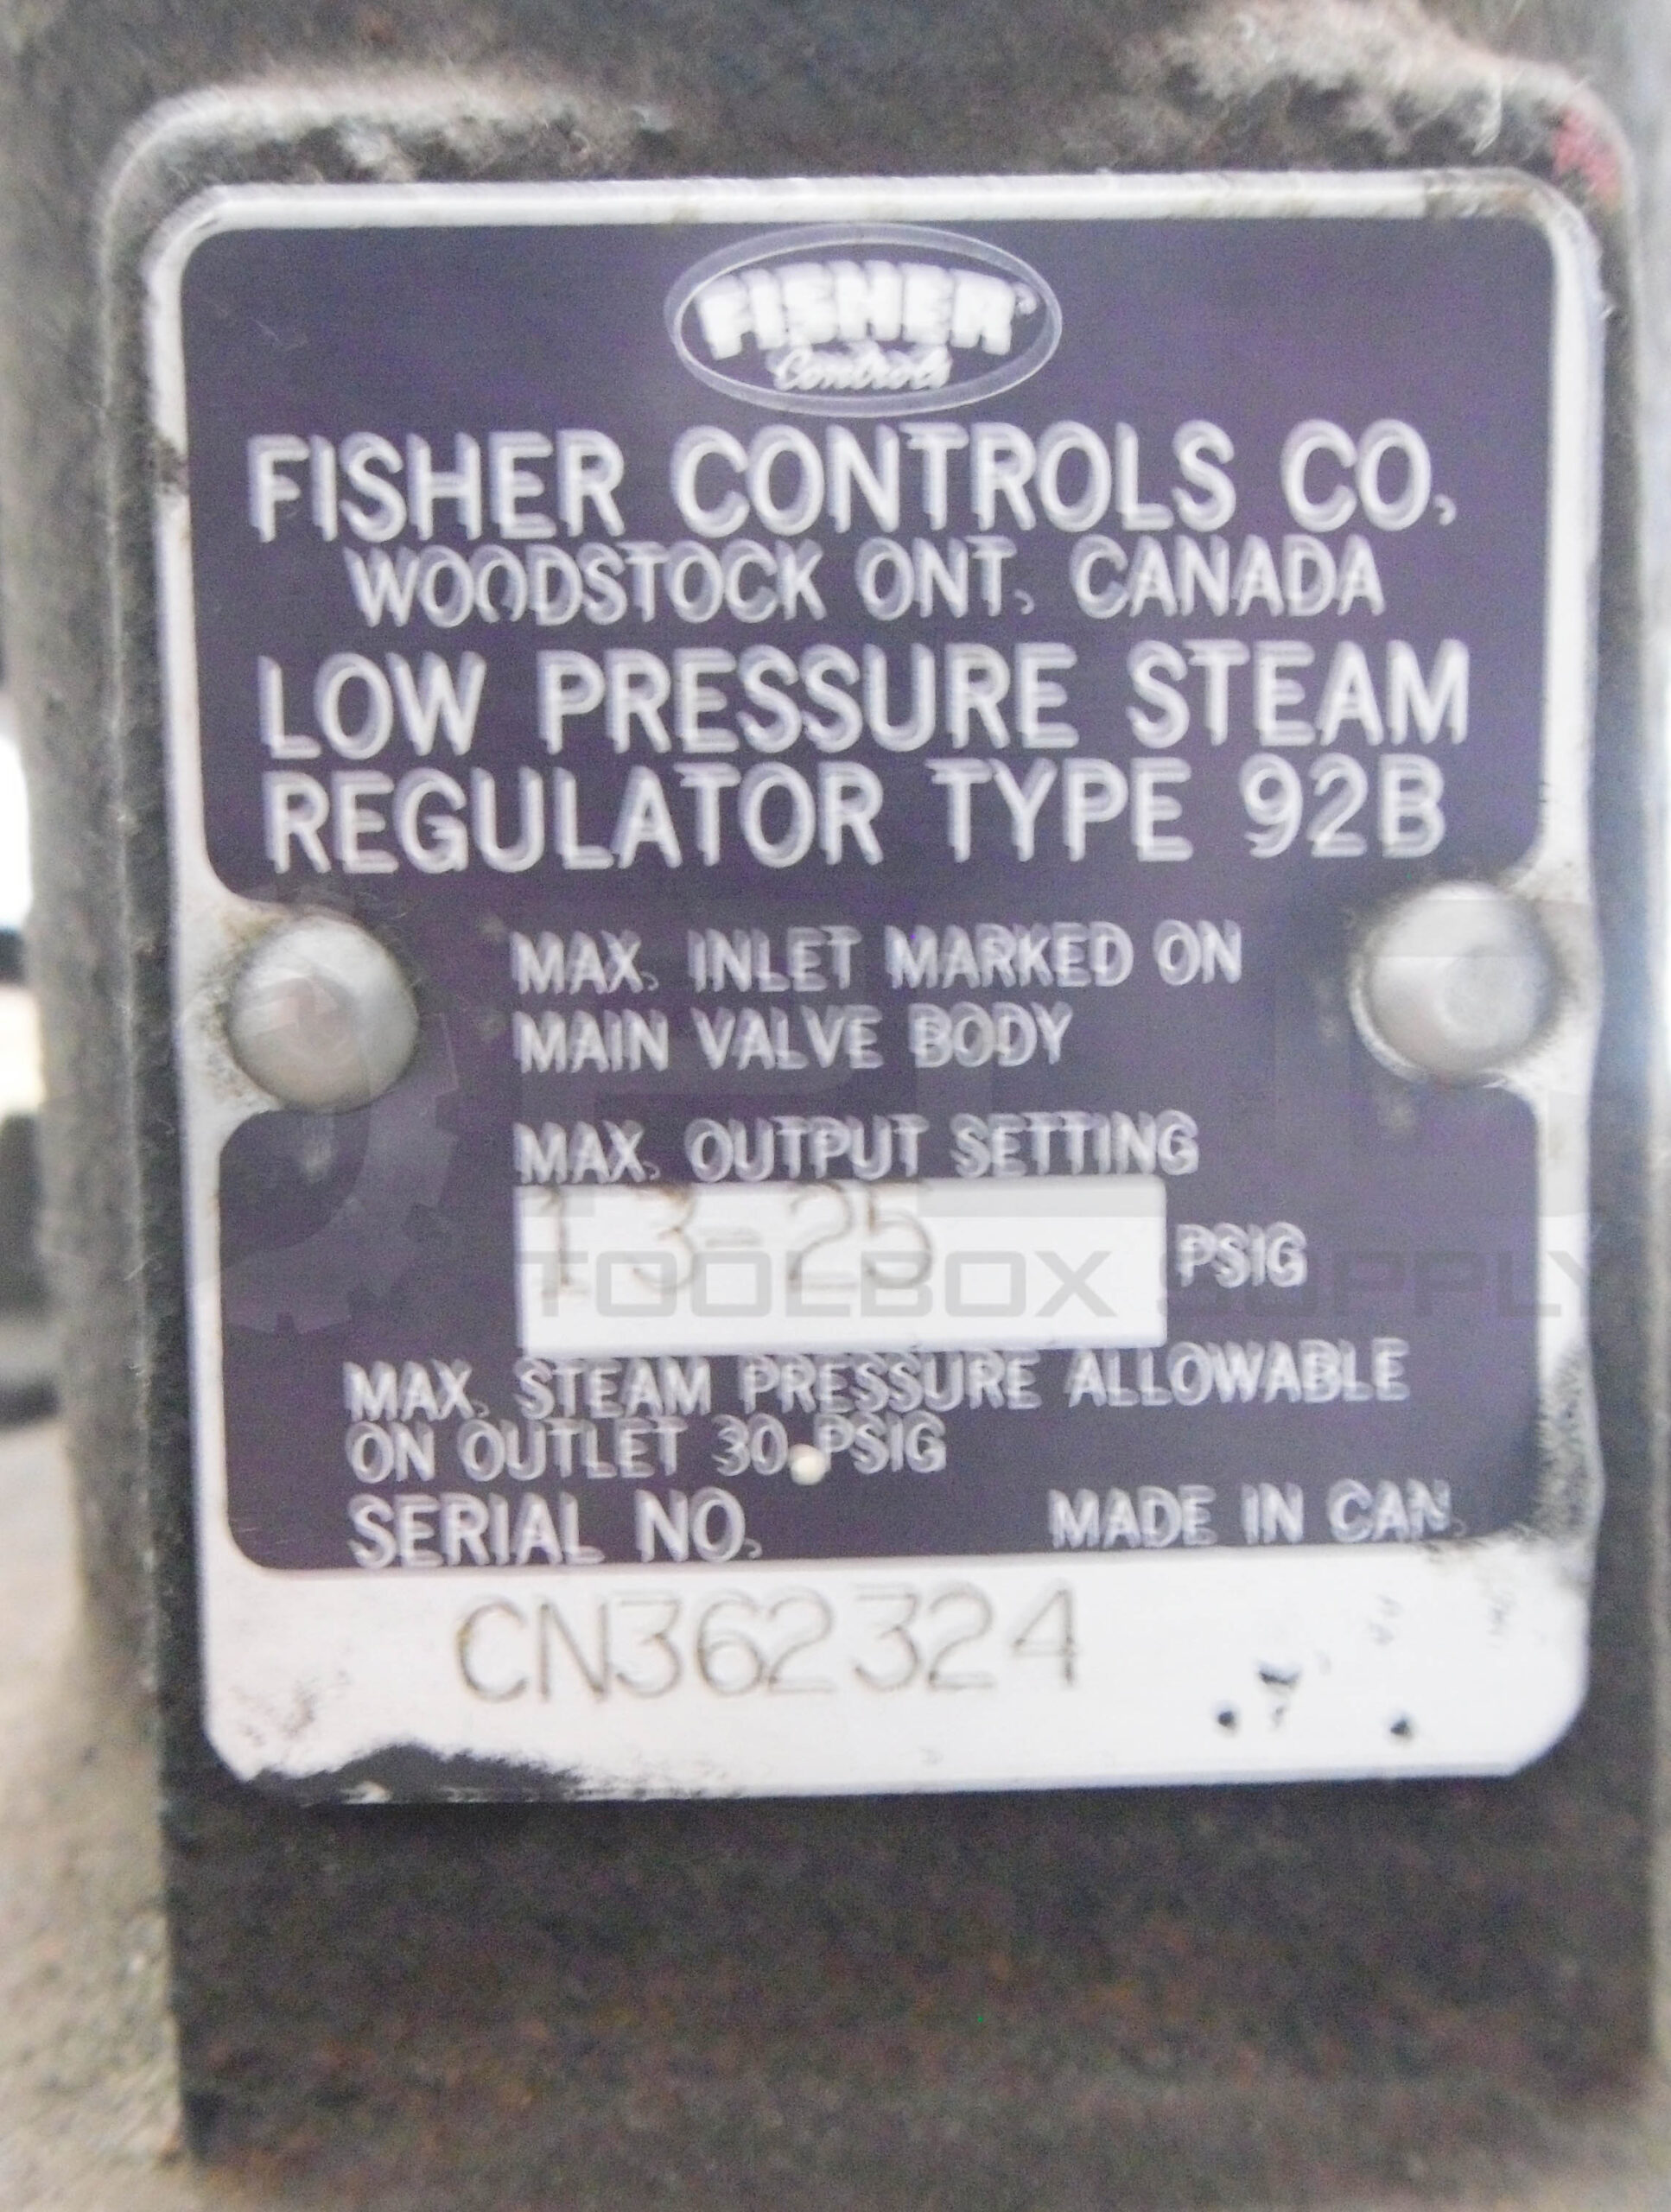 FISHER
Controls
FISHER CONTROLS CO.
WOODSTOCK ONT. CANADA
LOW PRESSURE STEAM
REGULATOR TYPE 92B
MAX. INLET MARKED ON
MAIN VALVE BODY
MAX. OUTPUT SETTING
13-25 PSIG
TOOLBOX SUPPLY
MAX. STEAM PRESSURE ALLOWABLE
ON OUTLET 30 PSIG
SERIAL NO. MADE IN CAN.
CN362324